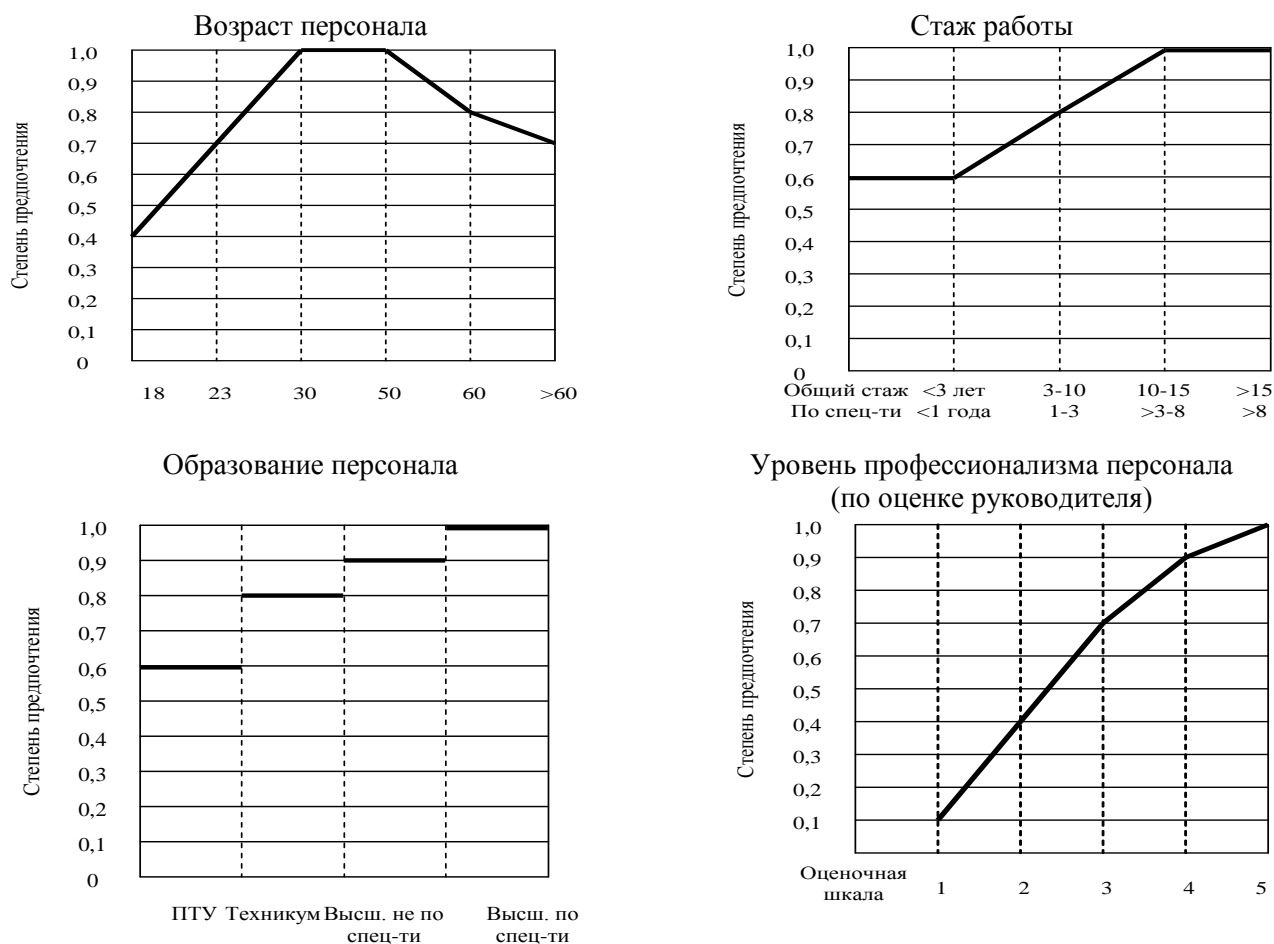 Возраст персонала
Степень предпочтения
1,0
0,9
0,8
0,7
0,6
0,5
0,4
0,3
0,2
0,1
0
18 23 30 50 60 >60
Стаж работы
Степень предпочтения
1,0
0,9
0,8
0,7
0,6
0,5
0,4
0,3
0,2
0,1
0
Общий стаж <3 лет 3-10 10-15 >15
По спец-ти <1 года 1-3 >3-8 >8
Образование персонала
Степень предпочтения
1,0
0,9
0,8
0,7
0,6
0,5
0,4
0,3
0,2
0,1
0
ПТУ Техникум Высш. не по Высш. по
спец-ти спец-ти
Уровень профессионализма персонала
(по оценке руководителя)
Степень предпочтения
1,0
0,9
0,8
0,7
0,6
0,5
0,4
0,3
0,2
0,1
Оценочная
шкала 1 2 3 4 5